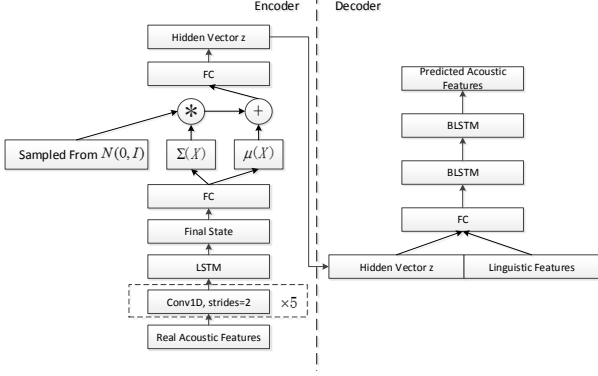 Encoder
Decoder
Hidden Vector z
FC
*
+
Sampled From N(0, I)
Σ(X)
μ(X)
FC
Final State
LSTM
Conv1D, strides=2
×5
Real Acoustic Features
Predicted Acoustic
Features
BLSTM
BLSTM
FC
Hidden Vector z
Linguistic Features